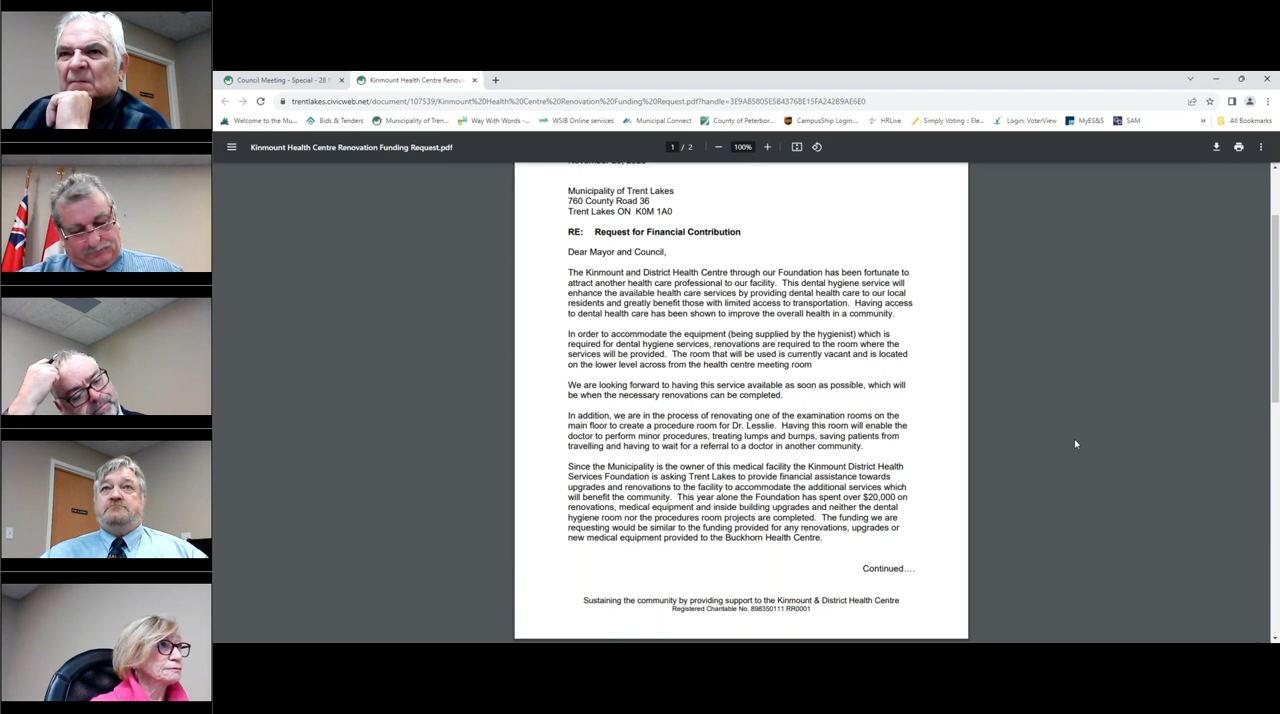 Council Meeting - Special - 28
Kinmount Health Centre Renova
trentlakes.civicweb.net/document/107539/Kinmount%20Health%20Centre%20Renovation%20Funding%20Request.pdf?handle=3E9A85805E5B4376BE15FA242B9AE6E0
Welcome to the Mu... Bids & Tenders Municipality of Tren... Way With Words -... WSIB Online services Municipal Connect County of Peterbor... CampusShip Login:... HRLive Simply Voting :: Ele... Login: VoterView MyES&S SAM » All Bookmarks
Kinmount Health Centre Renovation Funding Request.pdf
1 / 2
100%
Municipality of Trent Lakes
760 County Road 36
Trent Lakes ON K0M 1A0
RE: Request for Financial Contribution
Dear Mayor and Council,
The Kinmount and District Health Centre through our Foundation has been fortunate to
attract another health care professional to our facility. This dental hygiene service will
enhance the available health care services by providing dental health care to our local
residents and greatly benefit those with limited access to transportation. Having access
to dental health care has been shown to improve the overall health in a community.
In order to accommodate the equipment (being supplied by the hygienist) which is
required for dental hygiene services, renovations are required to the room where the
services will be provided. The room that will be used is currently vacant and is located
on the lower level across from the health centre meeting room
We are looking forward to having this service available as soon as possible, which will
be when the necessary renovations can be completed.
In addition, we are in the process of renovating one of the examination rooms on the
main floor to create a procedure room for Dr. Lesslie. Having this room will enable the
doctor to perform minor procedures, treating lumps and bumps, saving patients from
travelling and having to wait for a referral to a doctor in another community.
Since the Municipality is the owner of this medical facility the Kinmount District Health
Services Foundation is asking Trent Lakes to provide financial assistance towards
upgrades and renovations to the facility to accommodate the additional services which
will benefit the community. This year alone the Foundation has spent over $20,000 on
renovations, medical equipment and inside building upgrades and neither the dental
hygiene room nor the procedures room projects are completed. The funding we are
requesting would be similar to the funding provided for any renovations, upgrades or
new medical equipment provided to the Buckhorn Health Centre.
Continued....
Sustaining the community by providing support to the Kinmount & District Health Centre
Registered Charitable No. 898350111 RR0001